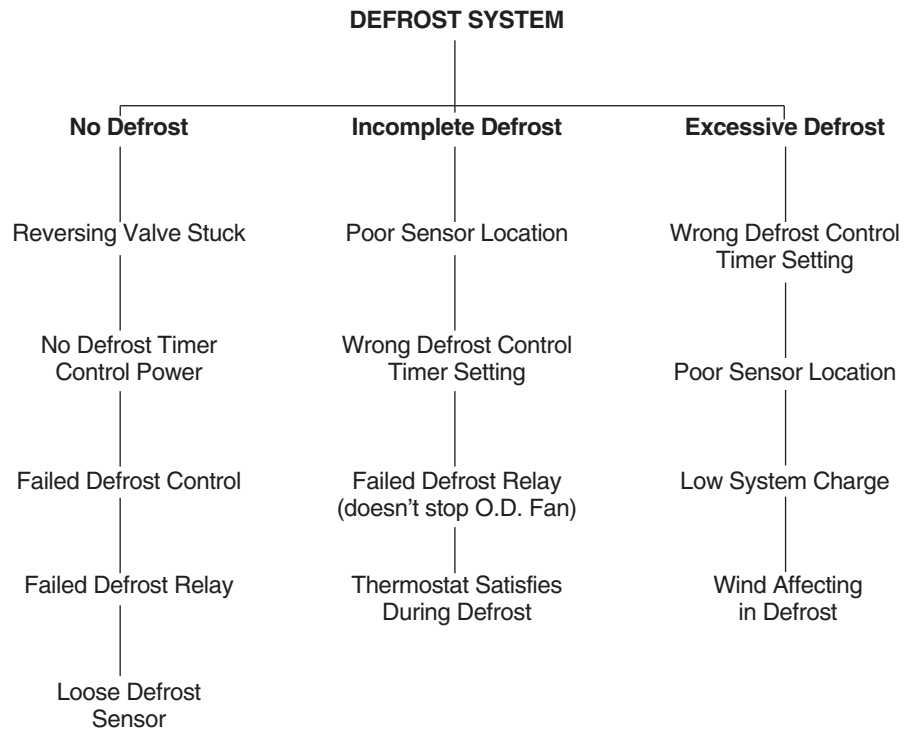 DEFROST SYSTEM
No Defrost
Reversing Valve Stuck
No Defrost Timer
Control Power
Failed Defrost Control
Failed Defrost Relay
Loose Defrost
Sensor
Incomplete Defrost
Poor Sensor Location
Wrong Defrost Control
Timer Setting
Failed Defrost Relay
(doesn’t stop O.D. Fan)
Thermostat Satisfies
During Defrost
Excessive Defrost
Wrong Defrost Control
Timer Setting
Poor Sensor Location
Low System Charge
Wind Affecting
in Defrost